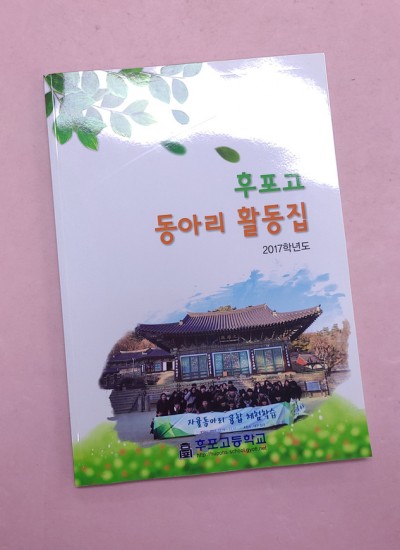 후포고
동아리 활동집
2017학년도
자율동아리 융합 체험학습
후포고등학교